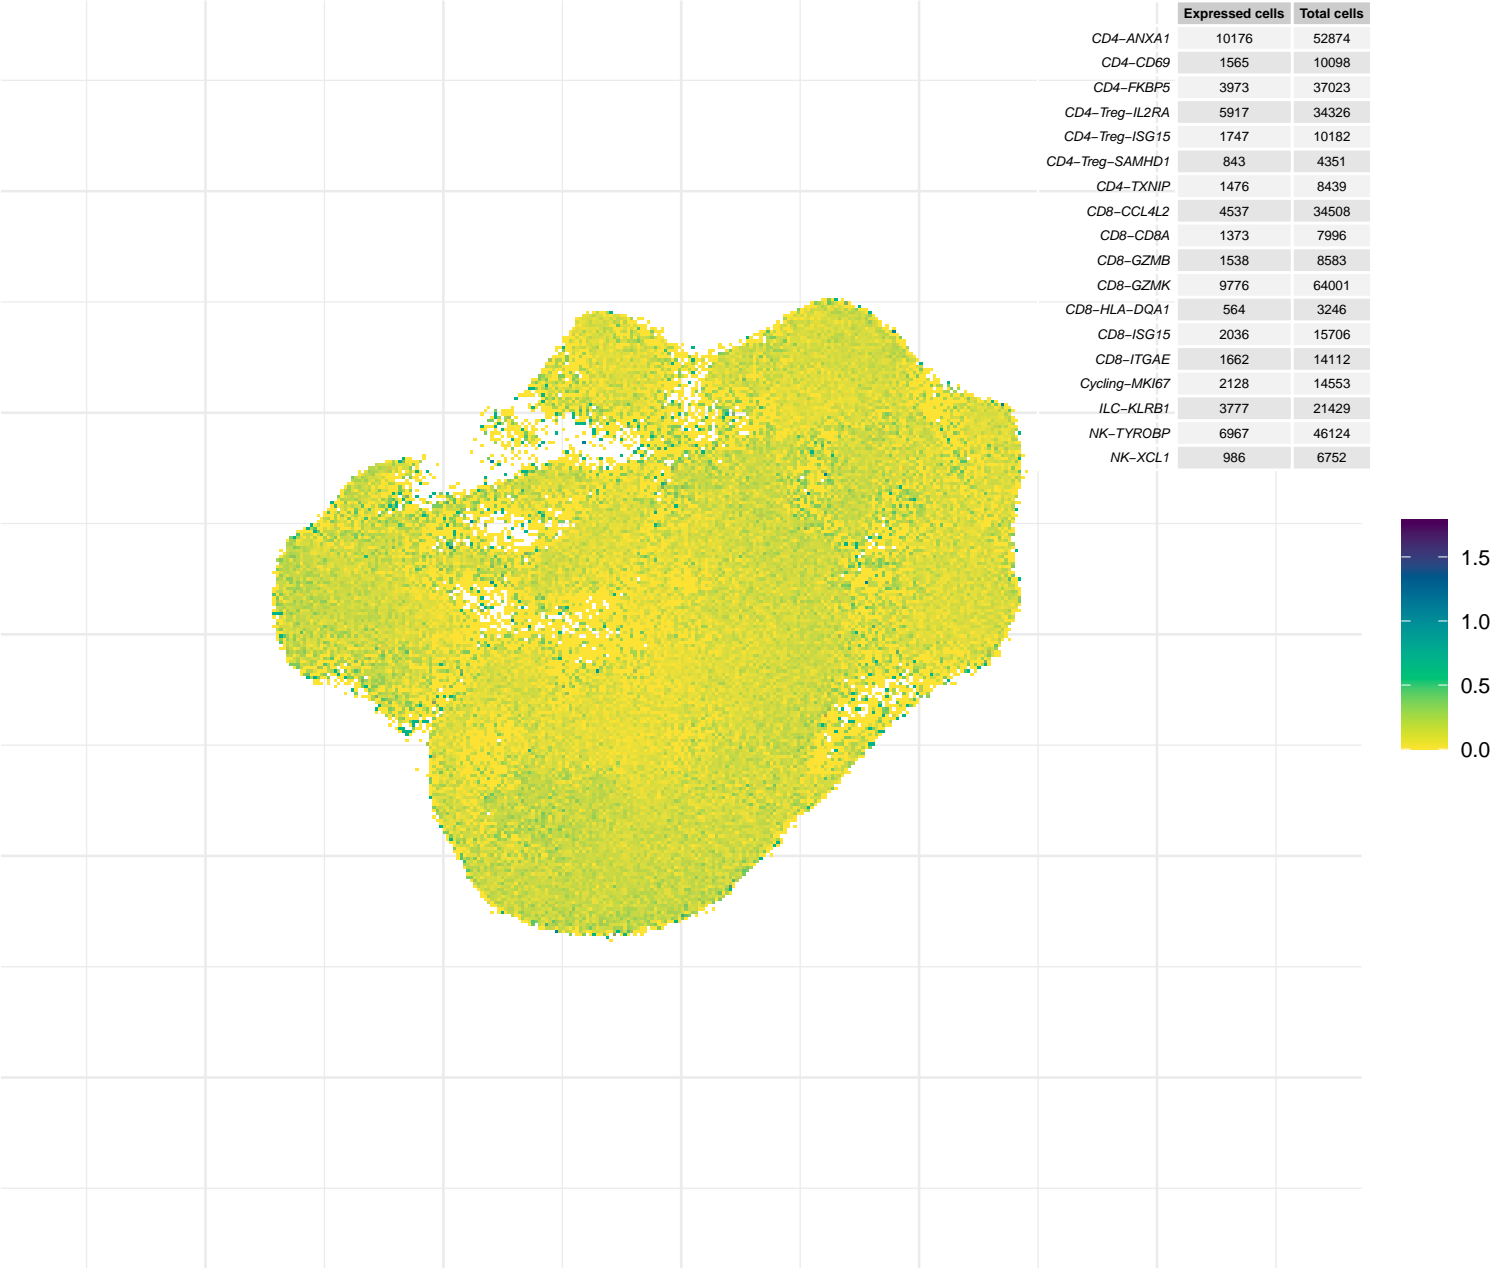 Expressed cells Total cells
CD4−ANXA1 10176 52874
CD4−CD69 1565 10098
CD4−FKBP5 3973 37023
CD4−Treg−IL2RA 5917 34326
CD4−Treg−ISG15 1747 10182
CD4−Treg−SAMHD1 843 4351
CD4−TXNIP 1476 8439
CD8−CCL4L2 4537 34508
CD8−CD8A 1373 7996
CD8−GZMB 1538 8583
CD8−GZMK 9776 64001
CD8−HLA−DQA1 564 3246
CD8−ISG15 2036 15706
CD8−ITGAE 1662 14112
Cycling−MKI67 2128 14553
ILC−KLRB1 3777 21429
NK−TYROBP 6967 46124
NK−XCL1 986 6752
1.5
1.0
0.5
0.0